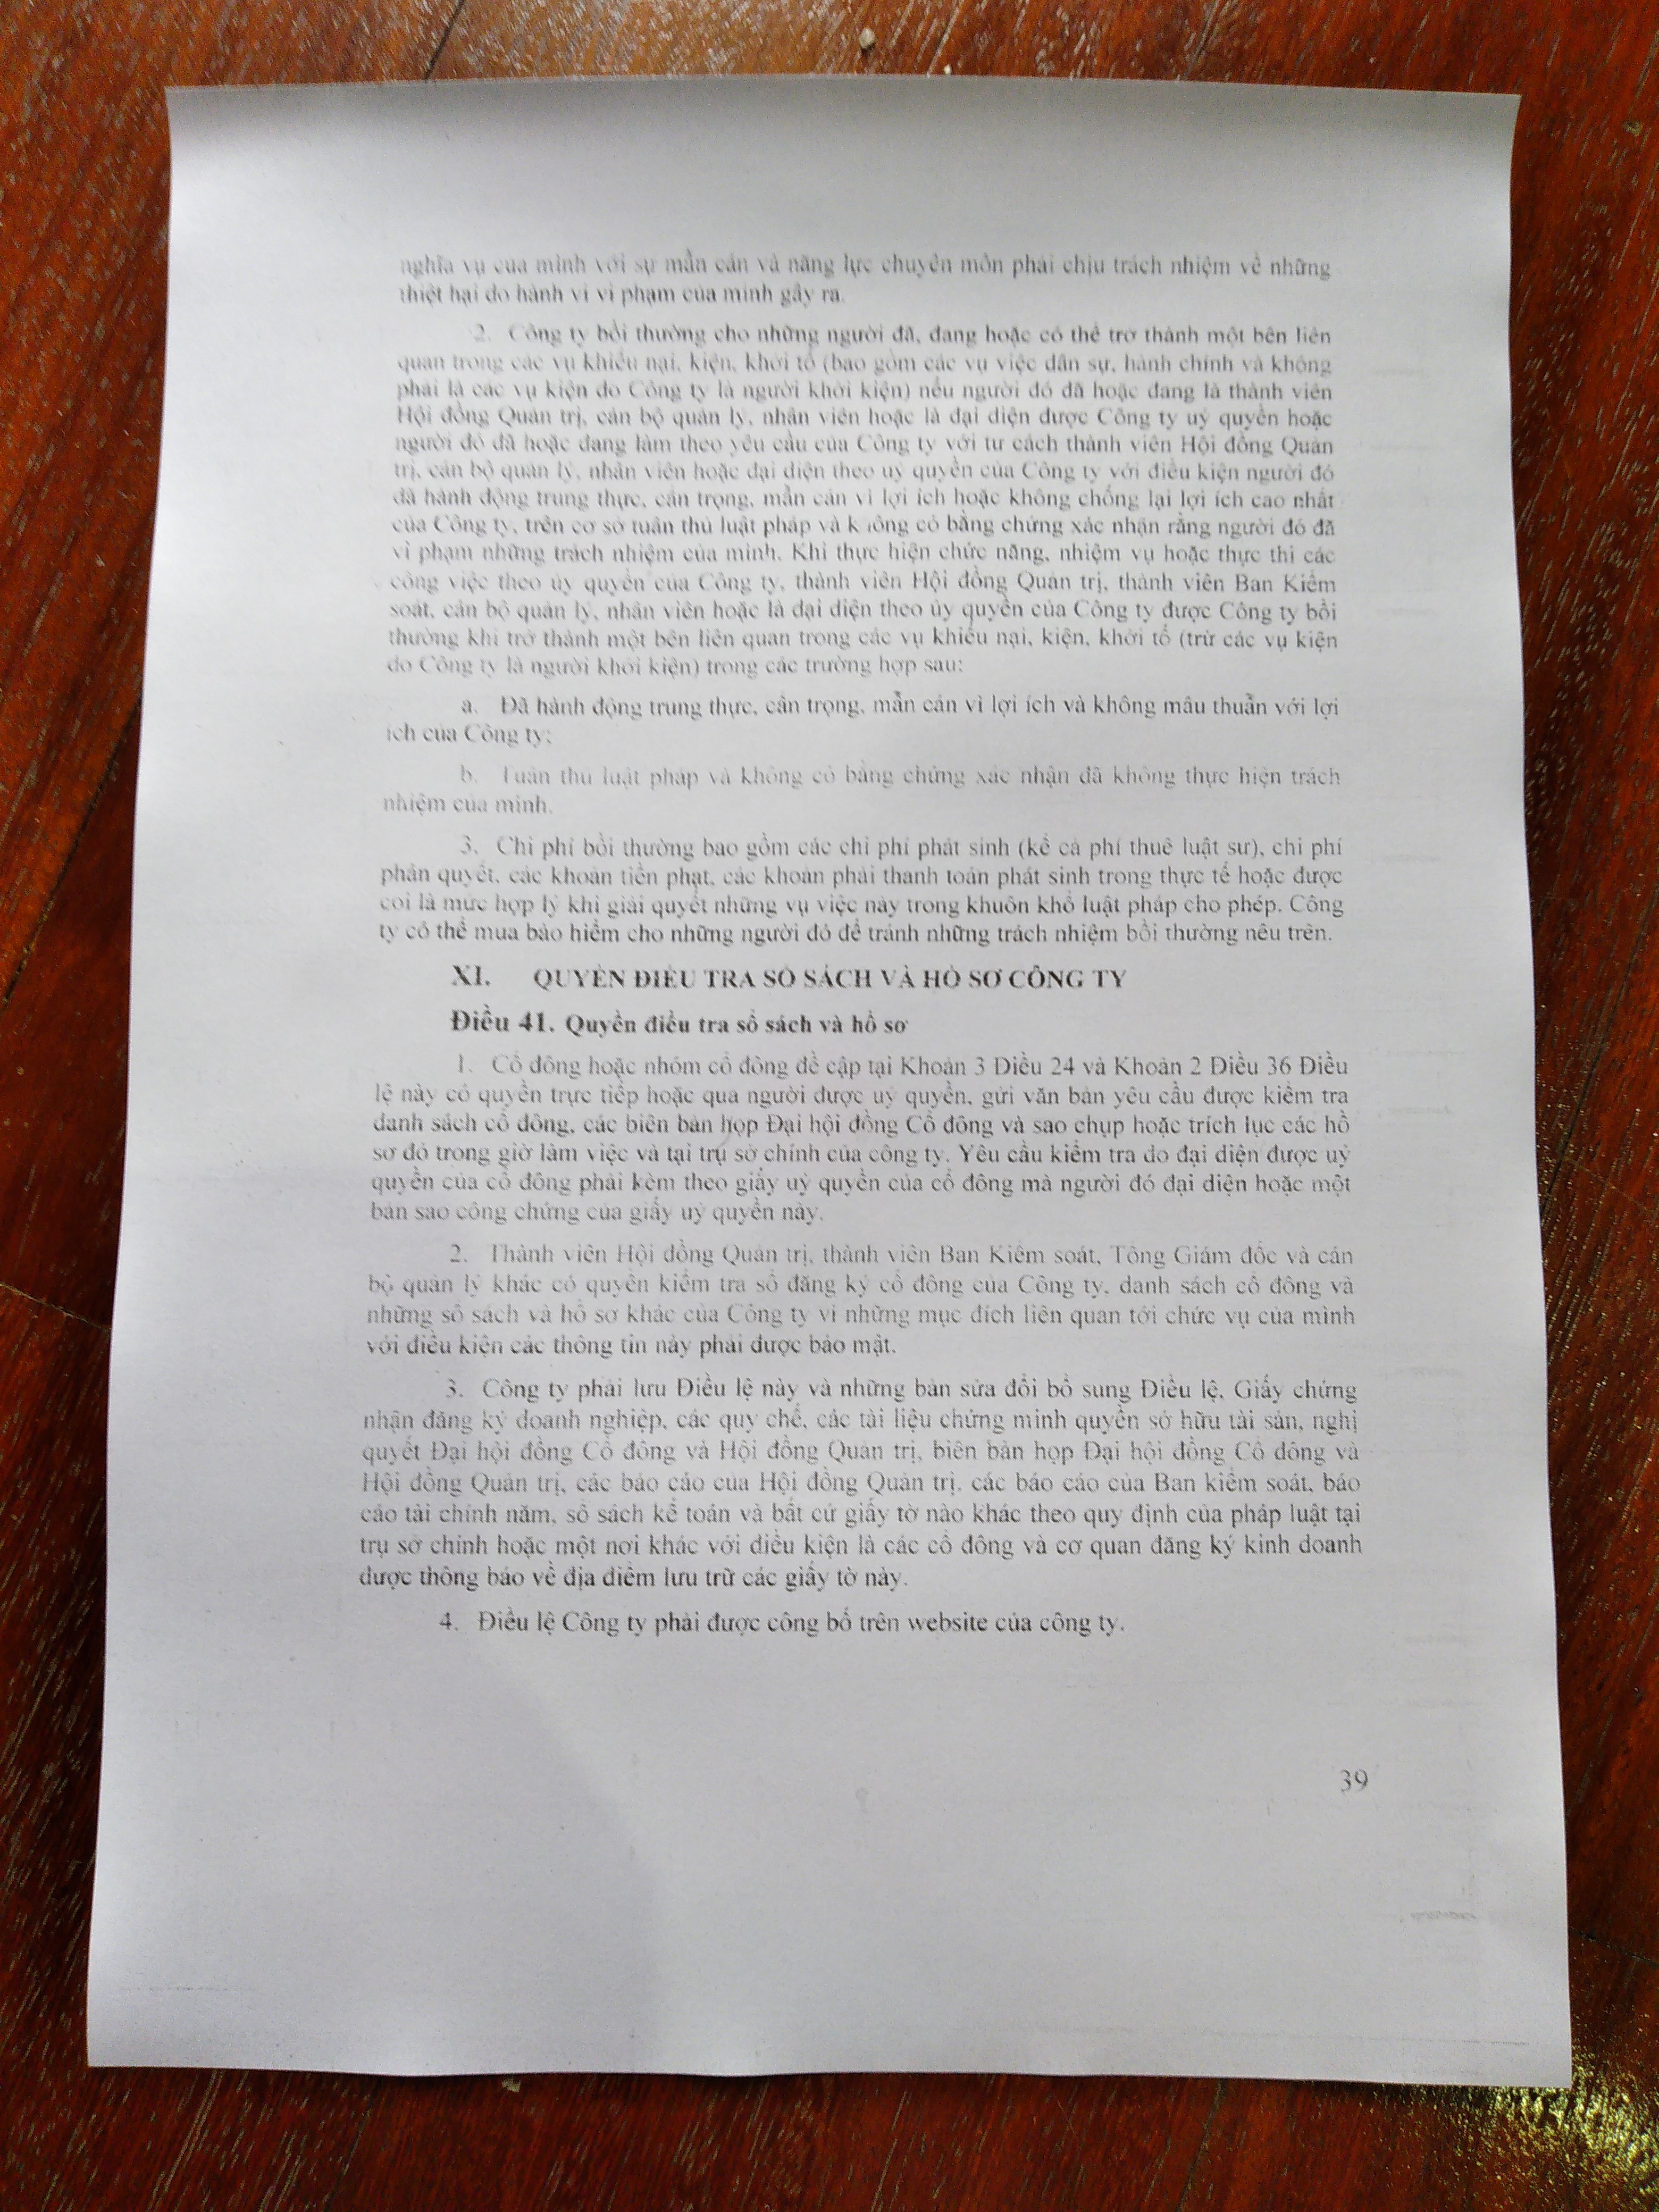 nghĩa vụ của mình với sự mẫn cán và năng lực chuyên môn phải chịu trách nhiệm về những
thiệt hại do hành vi vi phạm của mình gây ra.
2. Công ty bồi thường cho những người đã, đang hoặc có thể trở thành một bên liên
quan trong các vụ khiếu nại, kiện, khởi tố (bao gồm các vụ việc dân sự, hành chính và không
phải là các vụ kiện do Công ty là người khởi kiện) nếu người đó đã hoặc đang là thành viên
Hội đồng Quản trị, cán bộ quản lý, nhân viên hoặc là đại diện được Công ty uỷ quyền hoặc
người đó đã hoặc đang làm theo yêu cầu của Công ty với tư cách thành viên Hội đồng Quản
trị, cán bộ quản lý, nhân viên hoặc đại diện theo uỷ quyền của Công ty với điều kiện người đó
đã hành động trung thực, cẩn trọng, mẫn cán vì lợi ích hoặc không chống lại lợi ích cao nhất
của Công ty, trên cơ sở tuân thủ luật pháp và không có bằng chứng xác nhận rằng người đó đã
vi phạm những trách nhiệm của mình. Khi thực hiện chức năng, nhiệm vụ hoặc thực thi các
công việc theo ủy quyền của Công ty, thành viên Hội đồng Quản trị, thành viên Ban Kiểm
soát, cán bộ quản lý, nhân viên hoặc là đại diện theo ủy quyền của Công ty được Công ty bồi
thường khi trở thành một bên liên quan trong các vụ khiếu nại, kiện, khởi tố (trừ các vụ kiện
do Công ty là người khởi kiện) trong các trường hợp sau:
a. Đã hành động trung thực, cẩn trọng, mẫn cán vì lợi ích và không mâu thuẫn với lợi
ích của Công ty;
b. Tuân thủ luật pháp và không có bằng chứng xác nhận đã không thực hiện trách
nhiệm của mình.
3. Chi phí bồi thường bao gồm các chi phí phát sinh (kể cả phí thuê luật sư), chi phí
phán quyết, các khoản tiền phạt, các khoản phải thanh toán phát sinh trong thực tế hoặc được
coi là mức hợp lý khi giải quyết những vụ việc này trong khuôn khổ luật pháp cho phép. Công
ty có thể mua bảo hiểm cho những người đó để tránh những trách nhiệm bồi thường nêu trên.
XI. QUYỀN ĐIỀU TRA SỔ SÁCH VÀ HỒ SƠ CÔNG TY
Điều 41. Quyền điều tra sổ sách và hồ sơ
1. Cổ đông hoặc nhóm cổ đông đề cập tại Khoản 3 Điều 24 và Khoản 2 Điều 36 Điều
lệ này có quyền trực tiếp hoặc qua người được uỷ quyền, gửi văn bản yêu cầu được kiểm tra
danh sách cổ đông, các biên bản họp Đại hội đồng Cổ đông và sao chụp hoặc trích lục các hồ
sơ đó trong giờ làm việc và tại trụ sở chính của công ty. Yêu cầu kiểm tra do đại diện được uỷ
quyền của cổ đông phải kèm theo giấy uỷ quyền của cổ đông mà người đó đại diện hoặc một
bản sao công chứng của giấy uỷ quyền này.
2. Thành viên Hội đồng Quản trị, thành viên Ban Kiểm soát, Tổng Giám đốc và cán
bộ quản lý khác có quyền kiểm tra sổ đăng ký cổ đông của Công ty, danh sách cổ đông và
những sổ sách và hồ sơ khác của Công ty vì những mục đích liên quan tới chức vụ của mình
với điều kiện các thông tin này phải được bảo mật.
3. Công ty phải lưu Điều lệ này và những bản sửa đổi bổ sung Điều lệ, Giấy chứng
nhận đăng ký doanh nghiệp, các quy chế, các tài liệu chứng minh quyền sở hữu tài sản, nghị
quyết Đại hội đồng Cổ đông và Hội đồng Quản trị, biên bản họp Đại hội đồng Cổ đông và
Hội đồng Quản trị, các báo cáo của Hội đồng Quản trị, các báo cáo của Ban kiểm soát, báo
cáo tài chính năm, sổ sách kế toán và bất cứ giấy tờ nào khác theo quy định của pháp luật tại
trụ sở chính hoặc một nơi khác với điều kiện là các cổ đông và cơ quan đăng ký kinh doanh
được thông báo về địa điểm lưu trữ các giấy tờ này.
4. Điều lệ Công ty phải được công bố trên website của công ty.
39